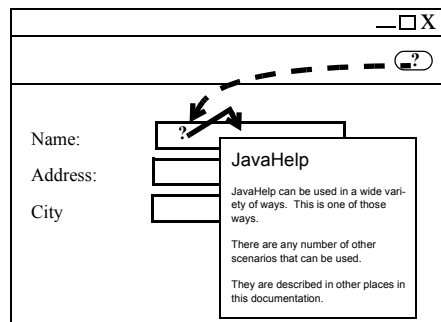 X
?
Name: ?
Address:
City
JavaHelp
JavaHelp can be used in a wide vari-
ety of ways. This is one of those
ways.
There are any number of other
scenarios that can be used.
They are described in other places in
this documentation.